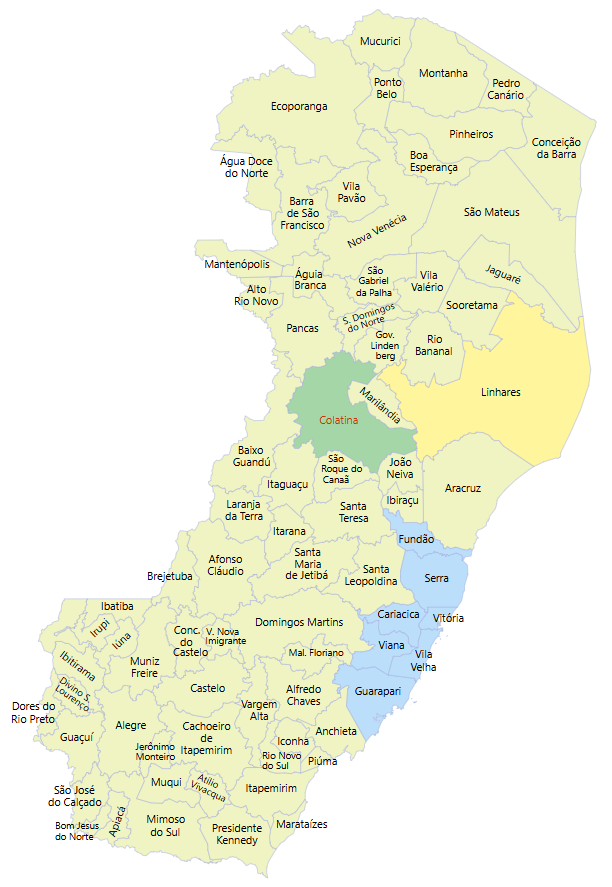 Mucurici
Montanha
Ponto
Belo
Pedro
Canário
Ecoporanga
Pinheiros
Conceição
da Barra
Boa
Esperança
Água Doce
do Norte
Vila
Pavão
Barra
de São
Francisco
São Mateus
Nova Venécia
Mantenópolis
Águia
Branca
São
Gabriel
da Palha
Vila
Valério
Jaguaré
Alto
Rio Novo
Sooretama
Pancas
S. Domingos
do Norte
Gov.
Linden
berg
Rio
Bananal
Linhares
Marilândia
Colatina
Baixo
Guandú
São
Roque do
Canaã
João
Neiva
Itaguaçu
Aracruz
Ibiraçu
Laranja
da Terra
Santa
Teresa
Itarana
Fundão
Afonso
Cláudio
Santa
Maria
de Jetibá
Santa
Leopoldina
Serra
Brejetuba
Ibatiba
Irupi
Iúna
Cariacica
Vitória
Domingos Martins
Conc.
do
Castelo
V. Nova
Imigrante
Viana
Mal. Floriano
Vila
Velha
Ibitirama
Muniz
Freire
Divino S.
Lourenço
Castelo
Afredo
Chaves
Guarapari
Dores do
Rio Preto
Vargem
Alta
Alegre
Guaçuí
Cachoeiro
de
Itapemirim
Anchieta
Jerônimo
Monteiro
Iconha
Rio Novo
do Sul
Piúma
São José
do Calçado
Muqui
Atílio
Vivacqua
Itapemirim
Bom Jesus
do Norte
Apiacá
Mimoso
do Sul
Presidente
Kennedy
Marataízes